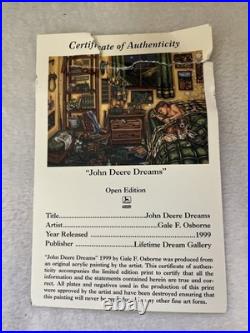 Certificate of Authenticity
"John Deere Dreams"
Open Edition
Title......................................John Deere Dreams
Artist..........................................Gale F. Osborne
Year Released ......................................1999
Publisher ....................Lifetime Dream Gallery
"John Deere Dreams" 1999 by Gale F. Osborne was produced from
an original acrylic painting by the artist. This certificate of authen-
ticity accompanies the limited edition print to certify that all the
information and statements contained herein are true and correct.
All plates and negatives used in the production of this print
were approved by the artist and have been destroyed ensuring that
this painting will never be reproduced in any other fine art form.